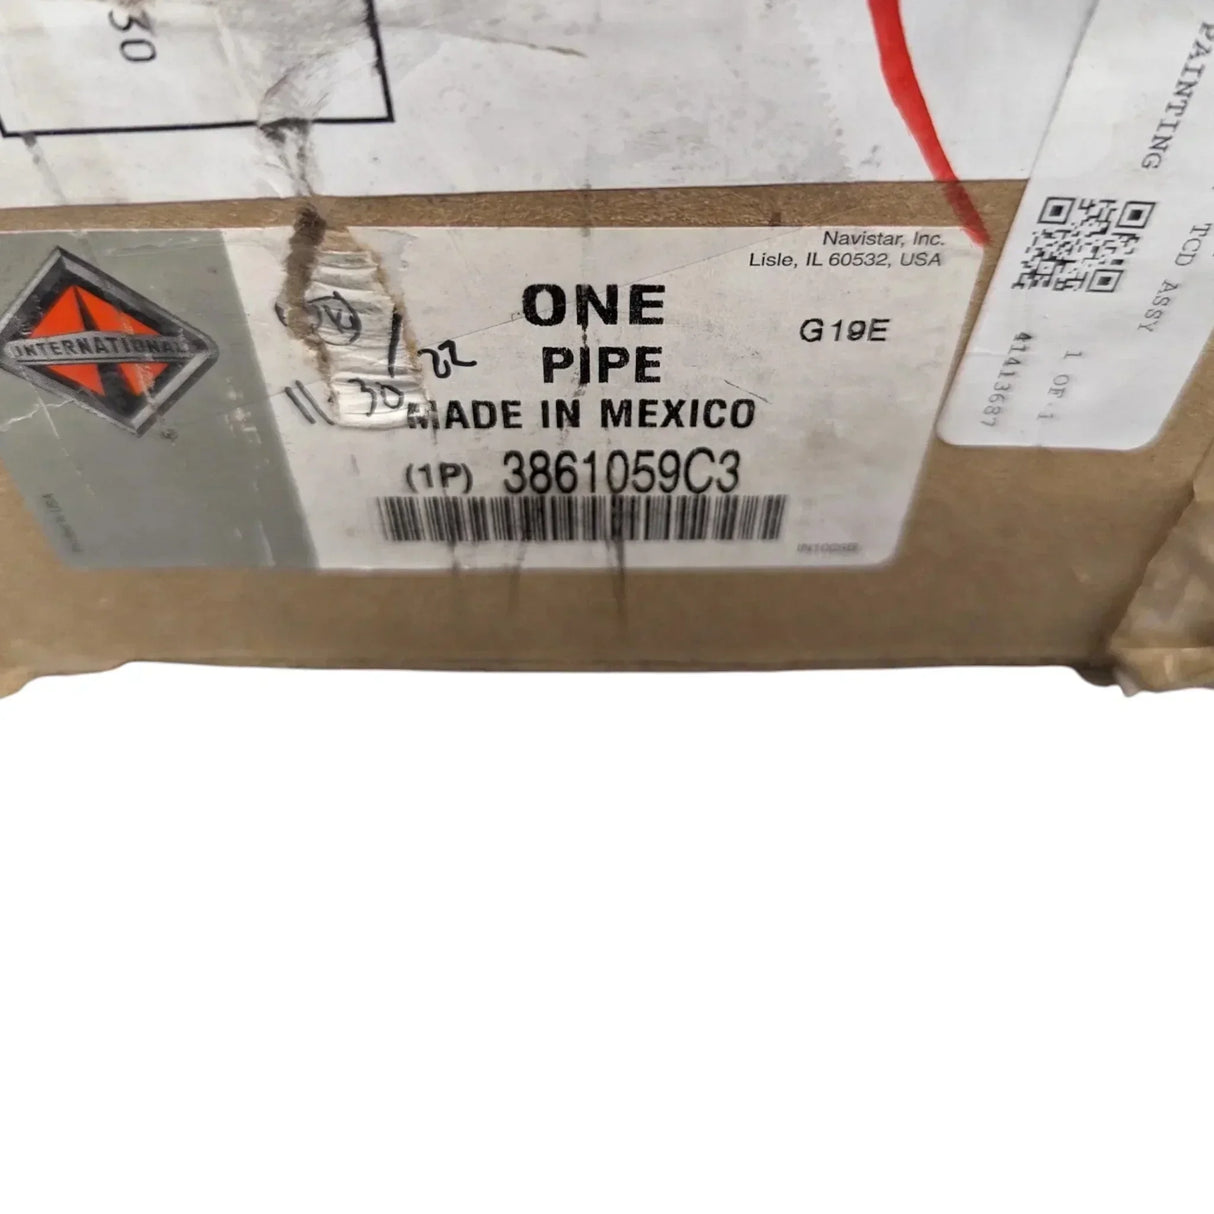 30
Navistar, Inc.
Lisle, IL 60532, USA
INTERNATIONAL
®
ONE
G19E
PIPE
11/30/22
MADE IN MEXICO
(1P) 3861059C3
PAINTING
TCD ASSY
1 OF 1
41413687